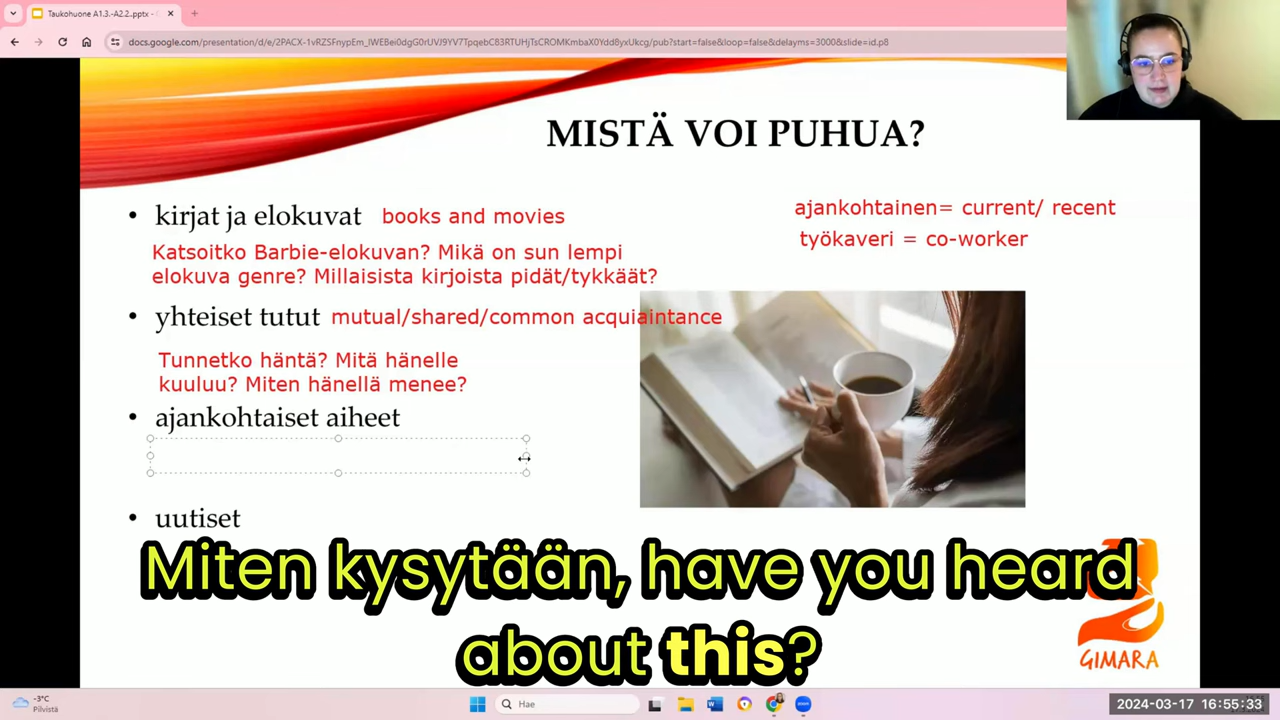 Taukohuone A1.3.-A2.2..pptx -
docs.google.com/presentation/d/e/2PACX-1vRZSFnypEm_lWEBei0dgG0rUVJ9YV7TpqebC83RTUHjTsCROMKmbaX0Ydd8yxUkcg/pub?start=false&loop=false&delayms=3000&slide=id.p8
MISTÄ VOI PUHUA?
• kirjat ja elokuvat books and movies
Katsoitko Barbie-elokuvan? Mikä on sun lempi
elokuva genre? Millaisista kirjoista pidät/tykkäät?
ajankohtainen= current/ recent
työkaveri = co-worker
• yhteiset tutut mutual/shared/common acquiaintance
Tunnetko häntä? Mitä hänelle
kuuluu? Miten hänellä menee?
• ajankohtaiset aiheet
• uutiset
Miten kysytään, have you heard
about this?
GIMARA
-3°C
Pilvistä
Hae
zoom
2024-03-17 16:55:33